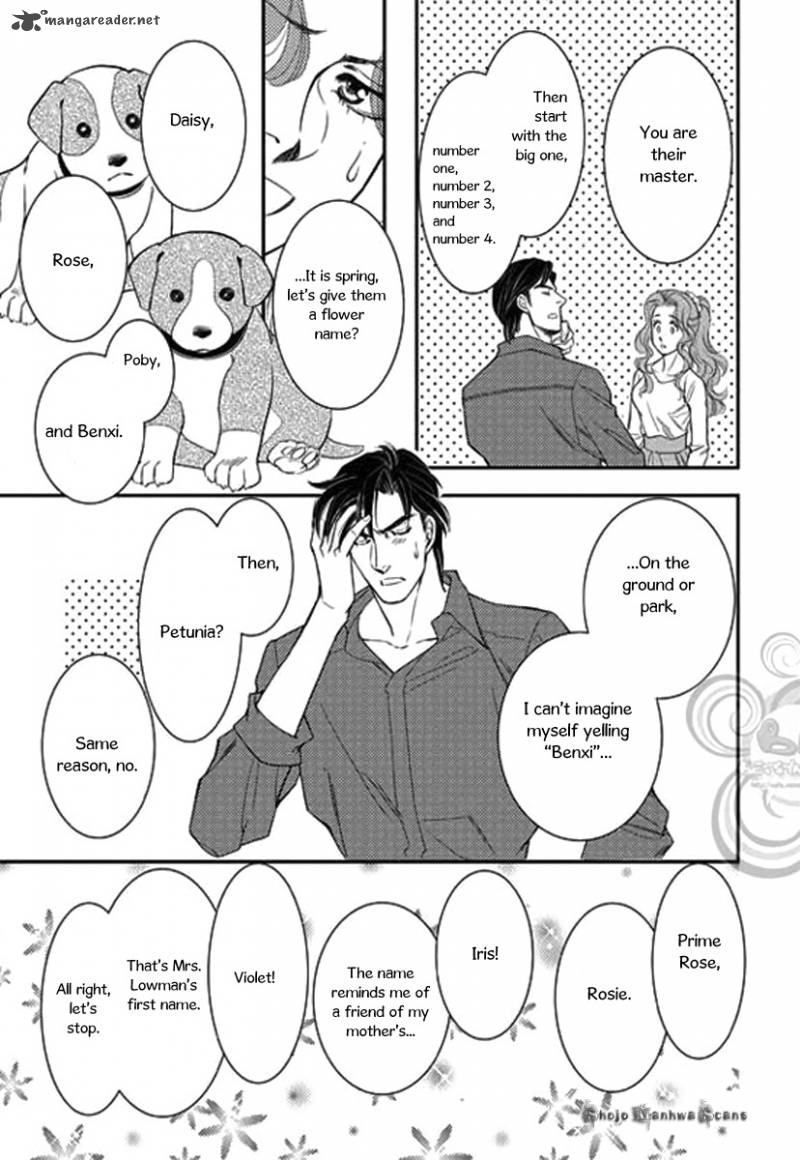 mangareader.net
You are
their
master.
Then
start
with the
big one,
number
one,
number 2,
number 3,
and
number 4.
...It is spring,
let's give them
a flower
name?
Daisy,
Rose,
Poby,
and Benxi.
...On the
ground or
park,
I can't imagine
myself yelling
"Benxi"...
Then,
Petunia?
Same
reason, no.
Prime
Rose,
Rosie.
Iris!
The name
reminds me of
a friend of my
mother's...
Violet!
That's Mrs.
Lowman's
first name.
All right,
let's
stop.
Shojo Manhwa Scans